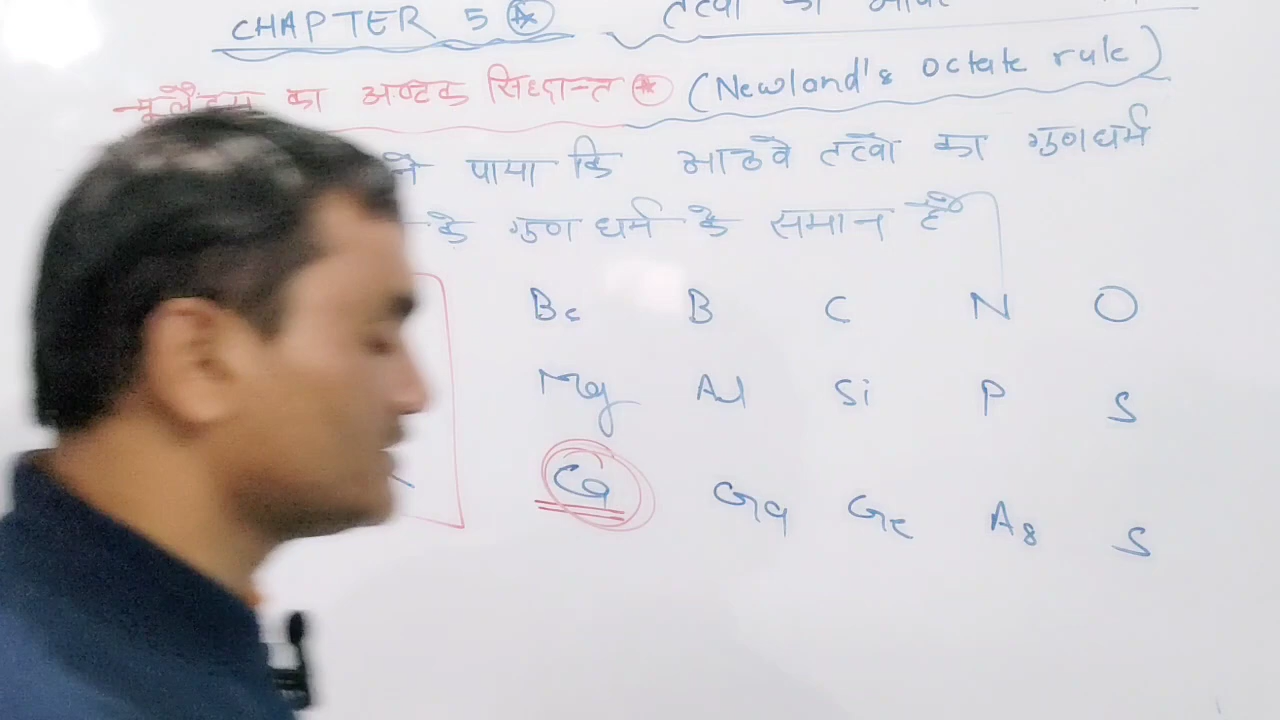 CHAPTER 5 तत्वों का
न्यूलैंड्स का अष्टक सिध्दान्त (Newland's octate rule)
ने पाया कि आठवे तत्वों का गुणधर्म
के गुणधर्म के समान है
Be B C N O
Mg Al Si P S
Ca Ga Ge As S